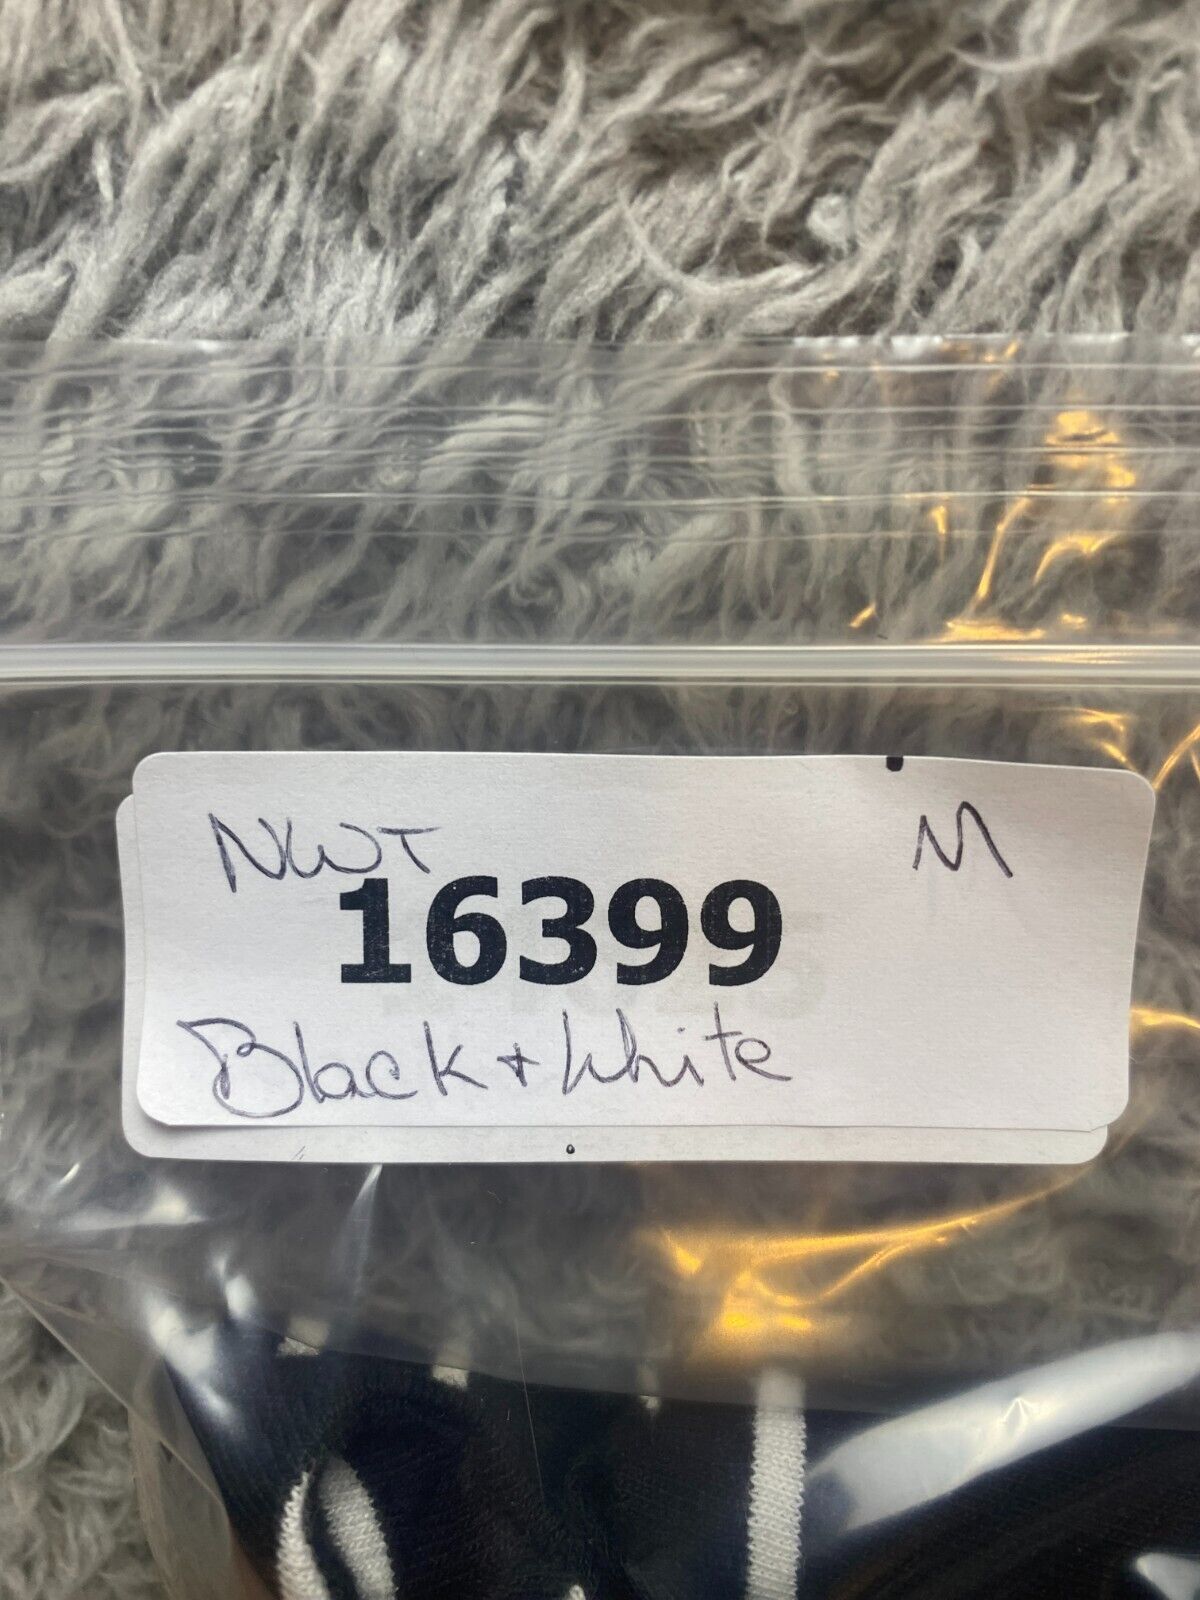 NWT M
16399
Black + White